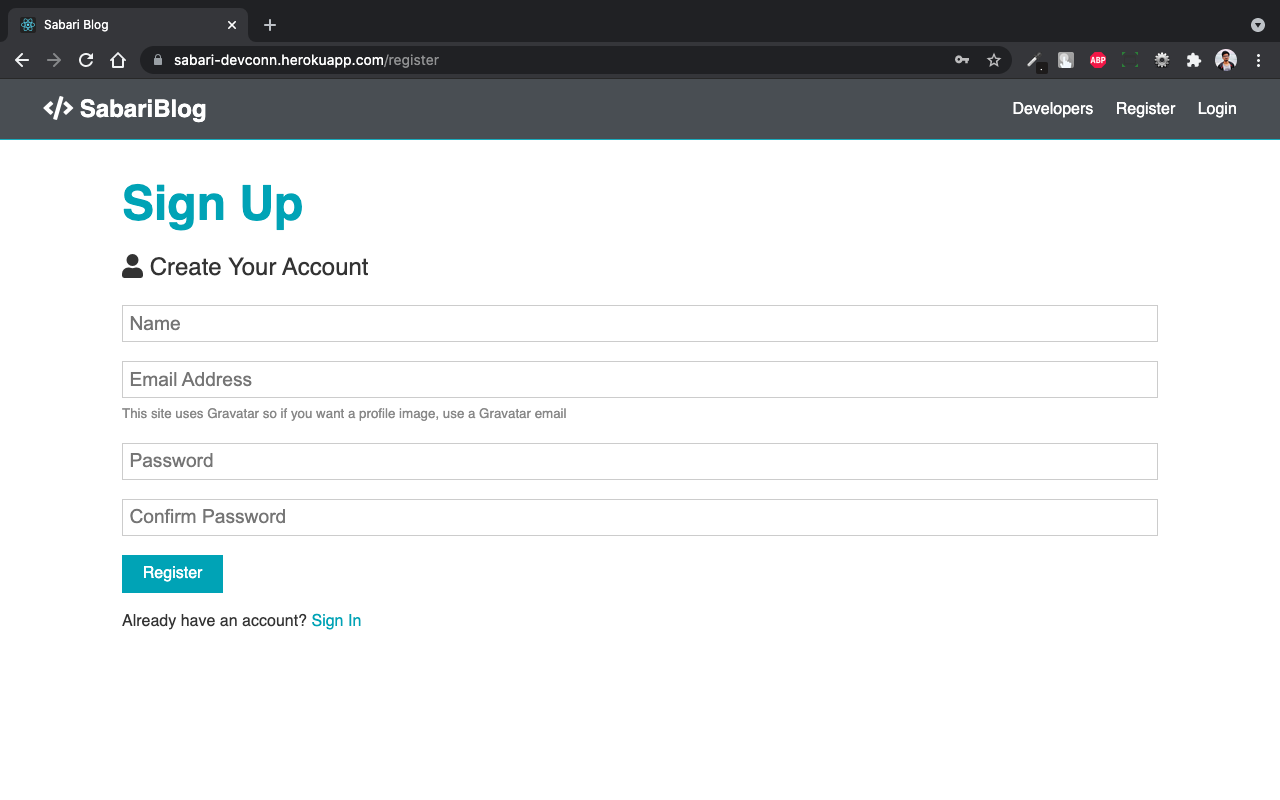 Sabari Blog
sabari-devconn.herokuapp.com/register
ABP
</> SabariBlog
Developers Register Login
Sign Up
Create Your Account
Name
Email Address
This site uses Gravatar so if you want a profile image, use a Gravatar email
Password
Confirm Password
Register
Already have an account? Sign In